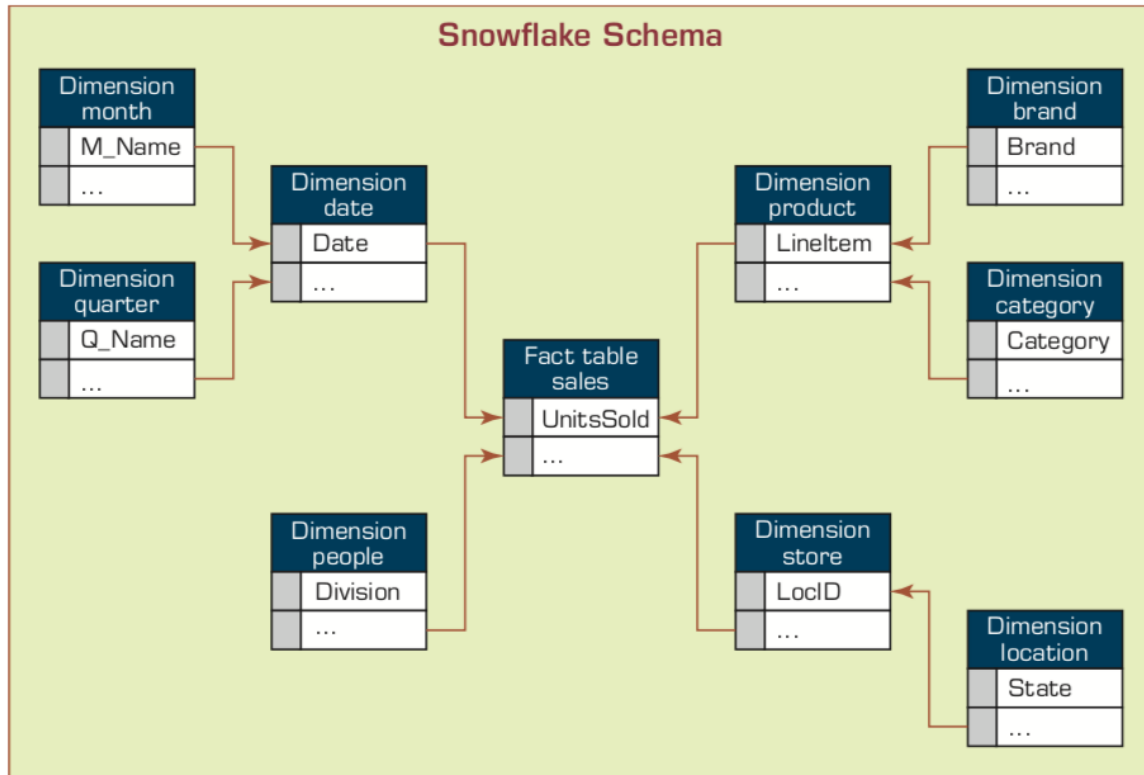 Snowflake Schema
Dimension
month
M_Name
...
Dimension
quarter
Q_Name
...
Dimension
date
Date
...
Dimension
people
Division
...
Fact table
sales
UnitsSold
...
Dimension
product
LineItem
...
Dimension
store
LocID
...
Dimension
brand
Brand
...
Dimension
category
Category
...
Dimension
location
State
...